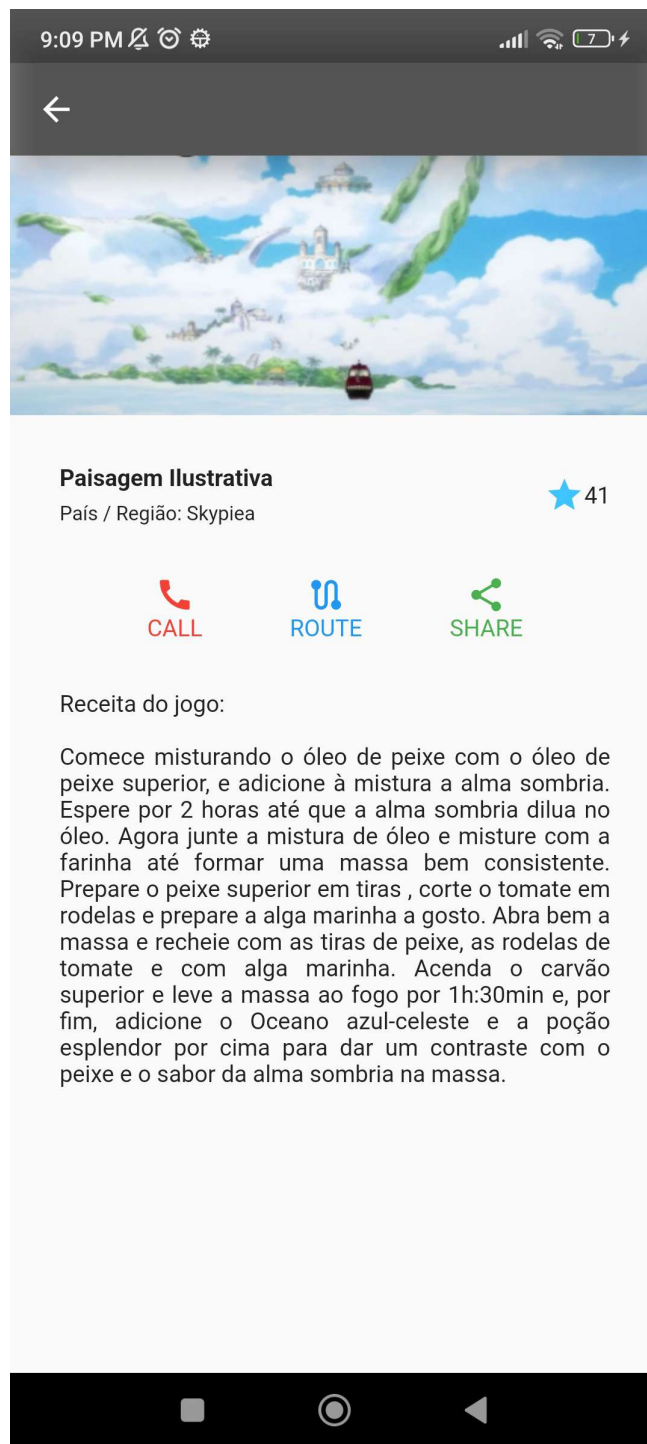 9:09 PM
7
Paisagem Ilustrativa
País / Região: Skypiea
41
CALL
ROUTE
SHARE
Receita do jogo:
Comece misturando o óleo de peixe com o óleo de
peixe superior, e adicione à mistura a alma sombria.
Espere por 2 horas até que a alma sombria dilua no
óleo. Agora junte a mistura de óleo e misture com a
farinha até formar uma massa bem consistente.
Prepare o peixe superior em tiras , corte o tomate em
rodelas e prepare a alga marinha a gosto. Abra bem a
massa e recheie com as tiras de peixe, as rodelas de
tomate e com alga marinha. Acenda o carvão
superior e leve a massa ao fogo por 1h:30min e, por
fim, adicione o Oceano azul-celeste e a poção
esplendor por cima para dar um contraste com o
peixe e o sabor da alma sombria na massa.